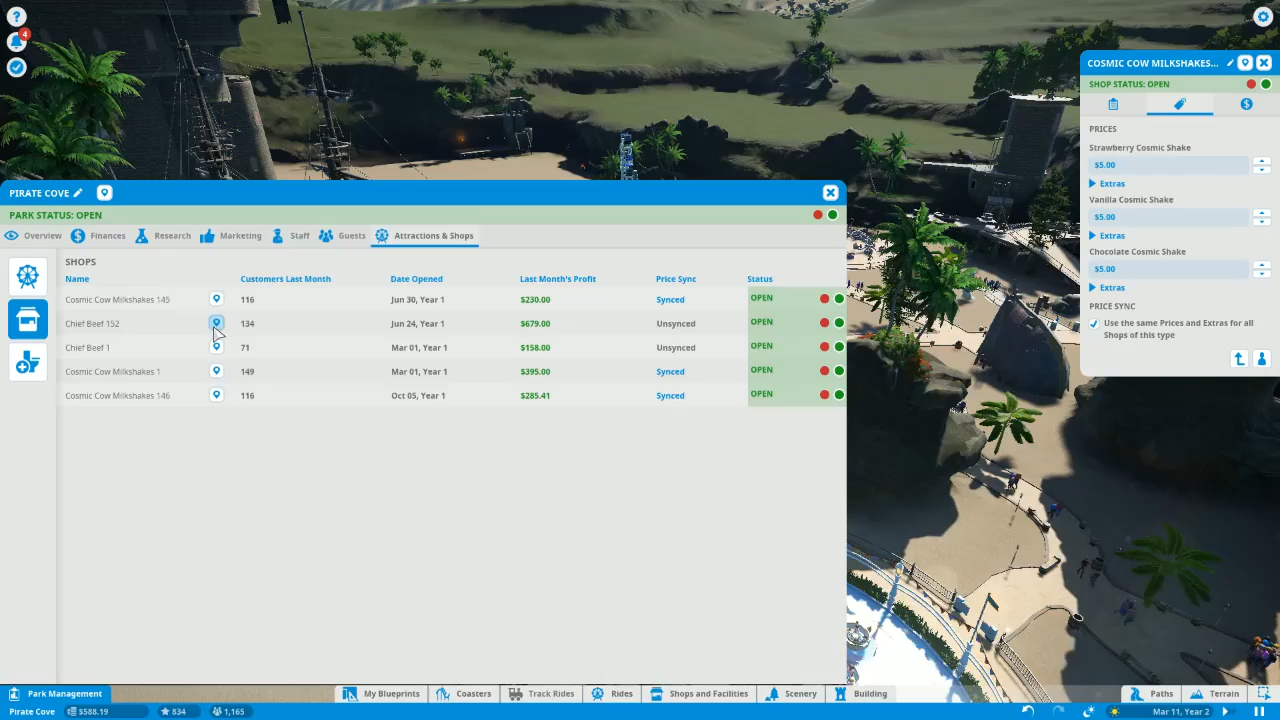 ?
4
COSMIC COW MILKSHAKES...
SHOP STATUS: OPEN
PRICES
Strawberry Cosmic Shake
$5.00
Extras
Vanilla Cosmic Shake
$5.00
Extras
Chocolate Cosmic Shake
$5.00
Extras
PRICE SYNC
Use the same Prices and Extras for all
Shops of this type
PIRATE COVE
PARK STATUS: OPEN
Overview Finances Research Marketing Staff Guests Attractions & Shops
SHOPS
Name Customers Last Month Date Opened Last Month's Profit Price Sync Status
Cosmic Cow Milkshakes 145 116 Jun 30, Year 1 $230.00 Synced OPEN
Chief Beef 152 134 Jun 24, Year 1 $679.00 Unsynced OPEN
Chief Beef 1 71 Mar 01, Year 1 $158.00 Unsynced OPEN
Cosmic Cow Milkshakes 1 149 Mar 01, Year 1 $395.00 Synced OPEN
Cosmic Cow Milkshakes 146 116 Oct 05, Year 1 $285.41 Synced OPEN
Park Management My Blueprints Coasters Track Rides Rides Shops and Facilities Scenery Building Paths Terrain
Pirate Cove $588.19 834 1,165 Mar 11, Year 2